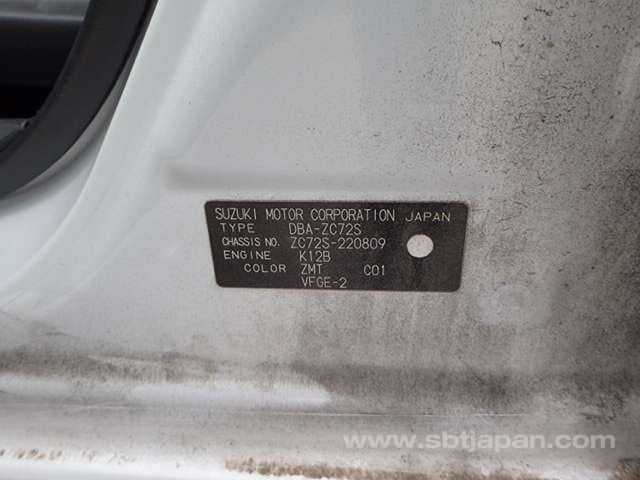 SUZUKI MOTOR CORPORATION JAPAN
TYPE DBA-ZC72S
CHASSIS NO. ZC72S-220809
ENGINE K12B
COLOR ZMT C01
VFGE-2
www.sbtjapan.com